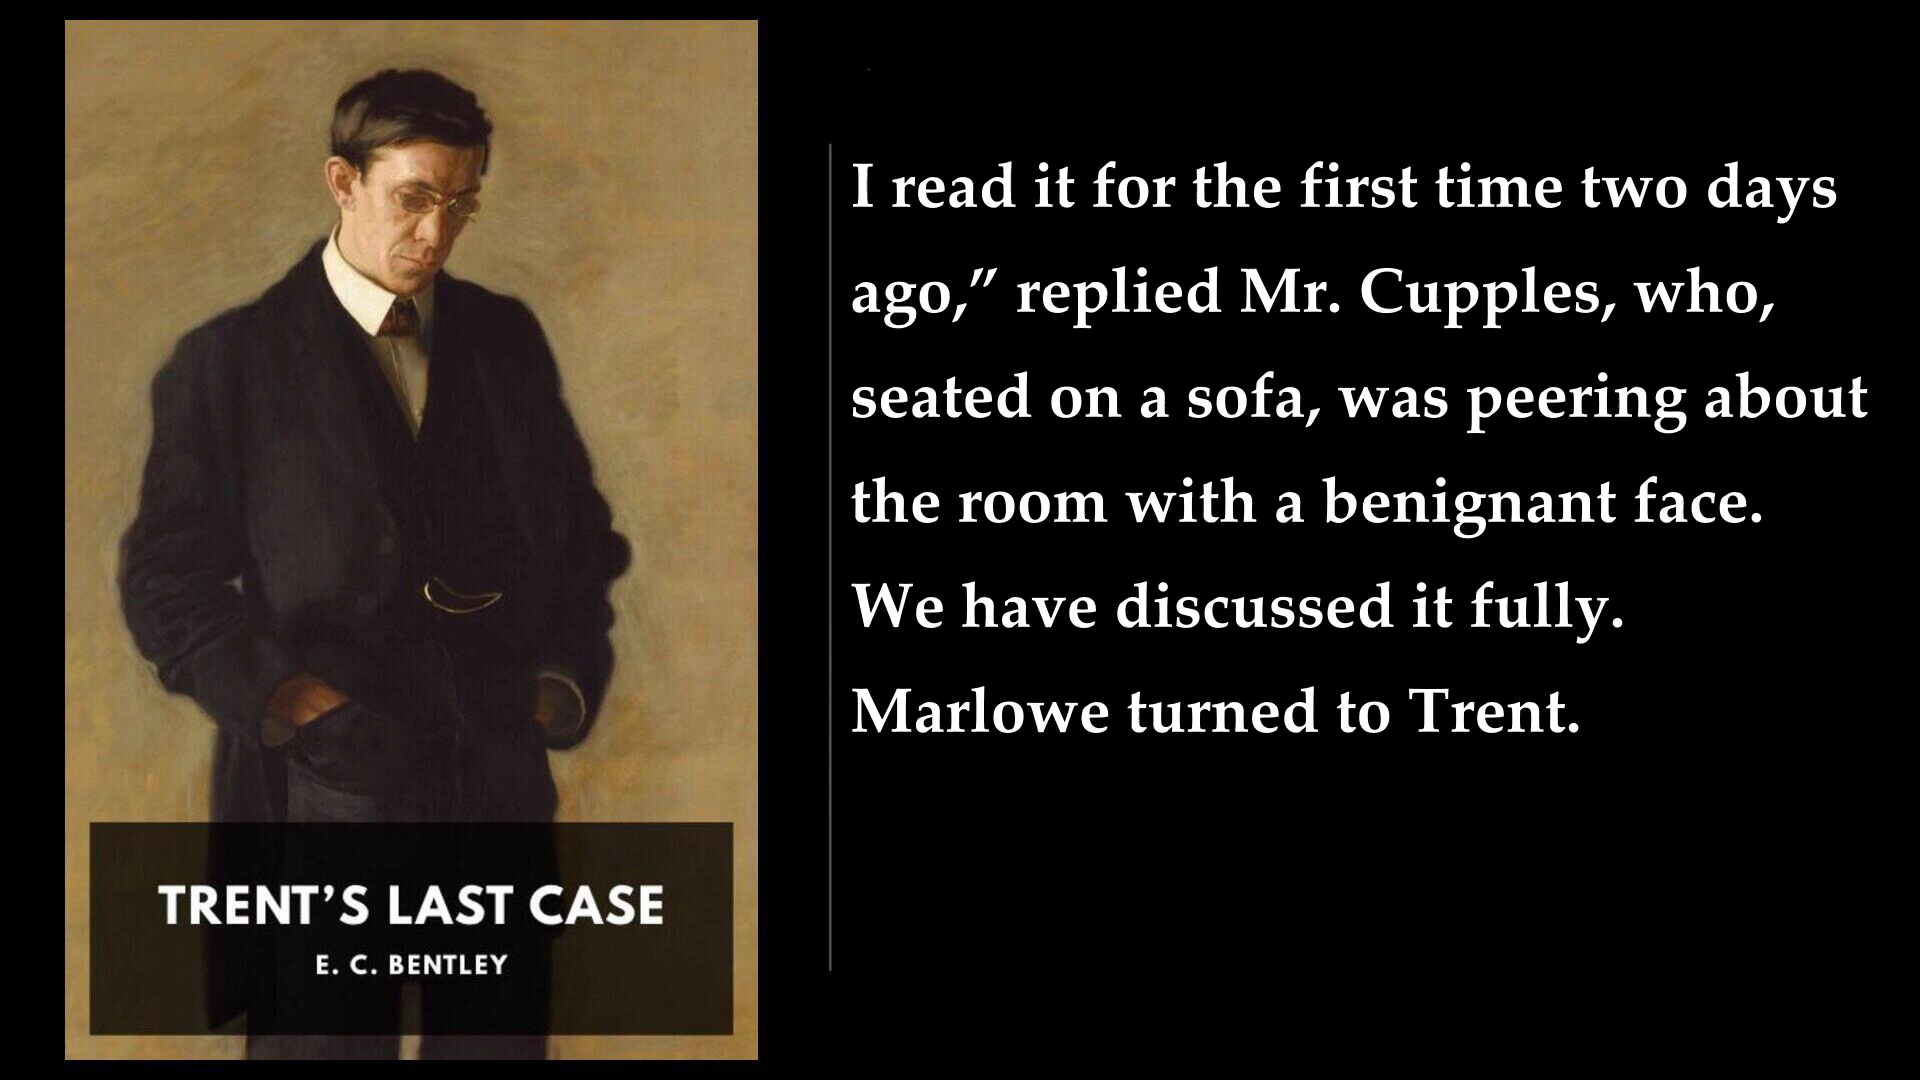 I read it for the first time two days
ago,” replied Mr. Cupples, who,
seated on a sofa, was peering about
the room with a benignant face.
We have discussed it fully.
Marlowe turned to Trent.
TRENT’S LAST CASE
E. C. BENTLEY